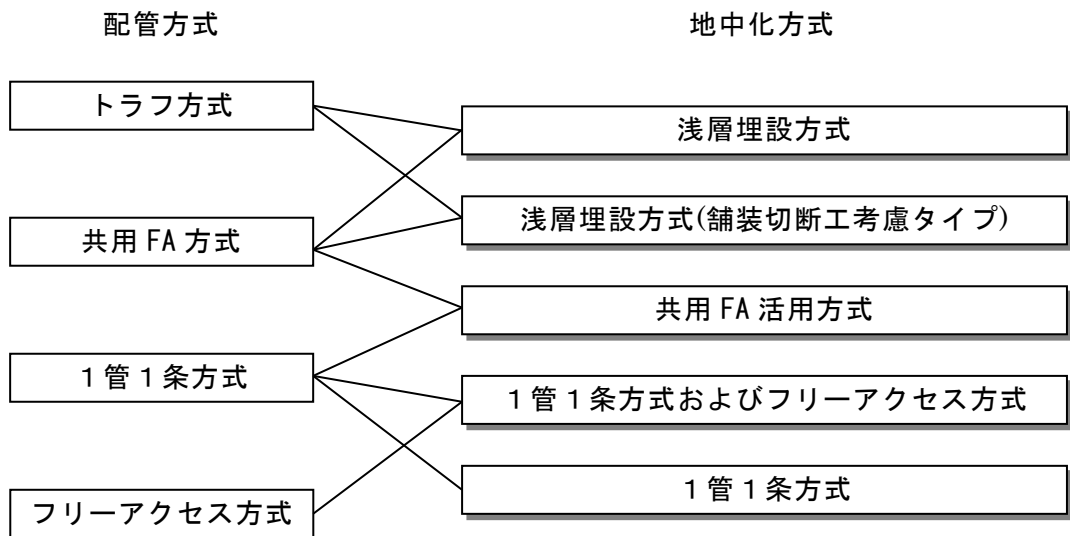 配管方式
地中化方式
トラフ方式
共用 FA 方式
１管１条方式
フリーアクセス方式
浅層埋設方式
浅層埋設方式(舗装切断工考慮タイプ)
共用 FA 活用方式
１管１条方式およびフリーアクセス方式
１管１条方式